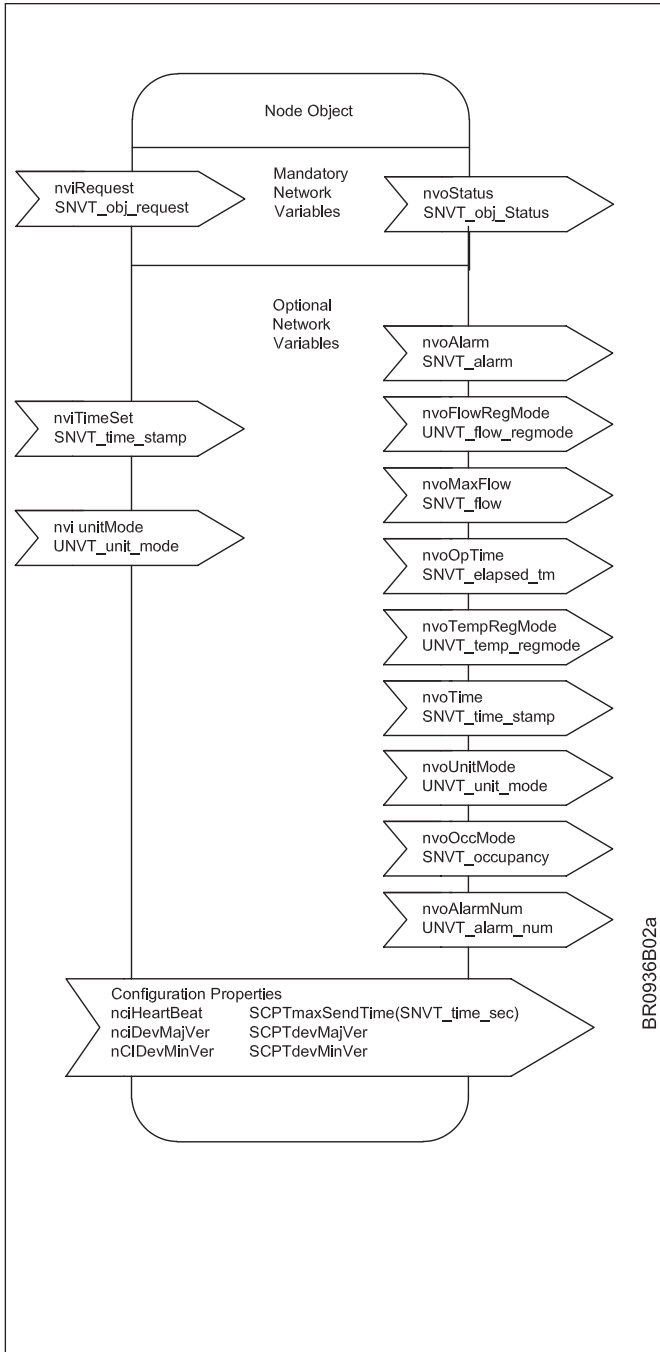 Node Object
Mandatory
Network
Variables
nviRequest
SNVT_obj_request
nvoStatus
SNVT_obj_Status
Optional
Network
Variables
nvoAlarm
SNVT_alarm
nviTimeSet
SNVT_time_stamp
nvoFlowRegMode
UNVT_flow_regmode
nvoMaxFlow
SNVT_flow
nvi unitMode
UNVT_unit_mode
nvoOpTime
SNVT_elapsed_tm
nvoTempRegMode
UNVT_temp_regmode
nvoTime
SNVT_time_stamp
nvoUnitMode
UNVT_unit_mode
nvoOccMode
SNVT_occupancy
nvoAlarmNum
UNVT_alarm_num
Configuration Properties
nciHeartBeat SCPTmaxSendTime(SNVT_time_sec)
nciDevMajVer SCPTdevMajVer
nCIDevMinVer SCPTdevMinVer
BR0936B02a